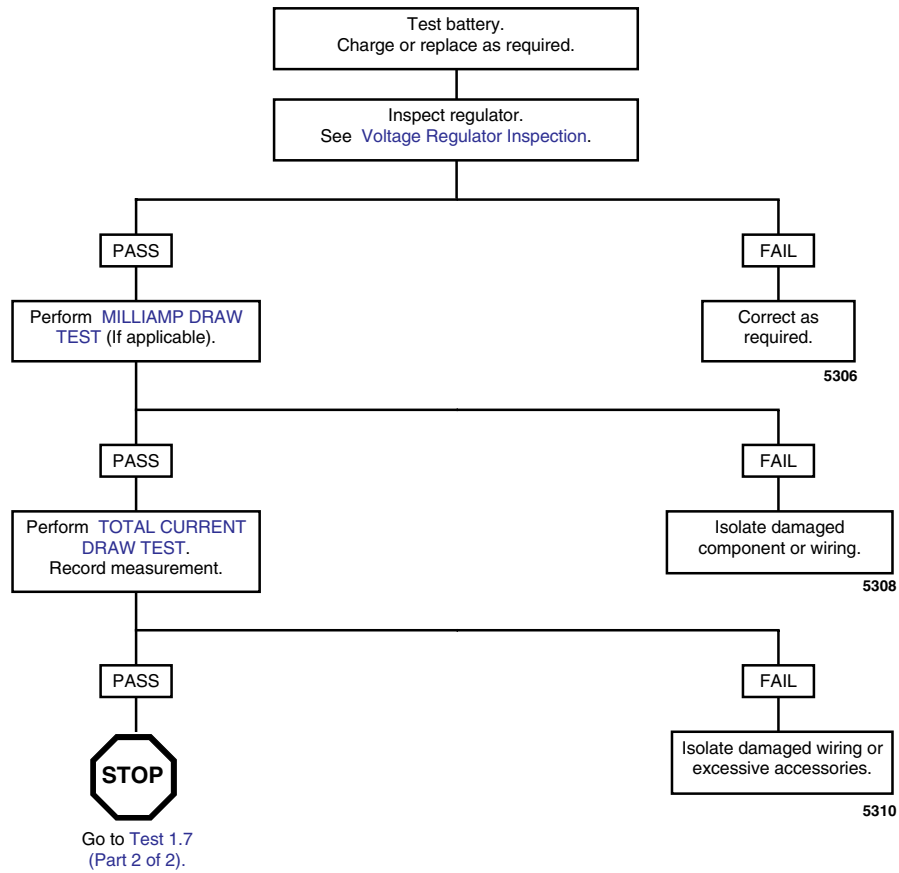 Test battery.
Charge or replace as required.
Inspect regulator.
See Voltage Regulator Inspection.
PASS
FAIL
Perform MILLIAMP DRAW
TEST (If applicable).
Correct as
required.
5306
PASS
FAIL
Perform TOTAL CURRENT
DRAW TEST.
Record measurement.
Isolate damaged
component or wiring.
5308
PASS
FAIL
STOP
Go to Test 1.7
(Part 2 of 2).
Isolate damaged wiring or
excessive accessories.
5310